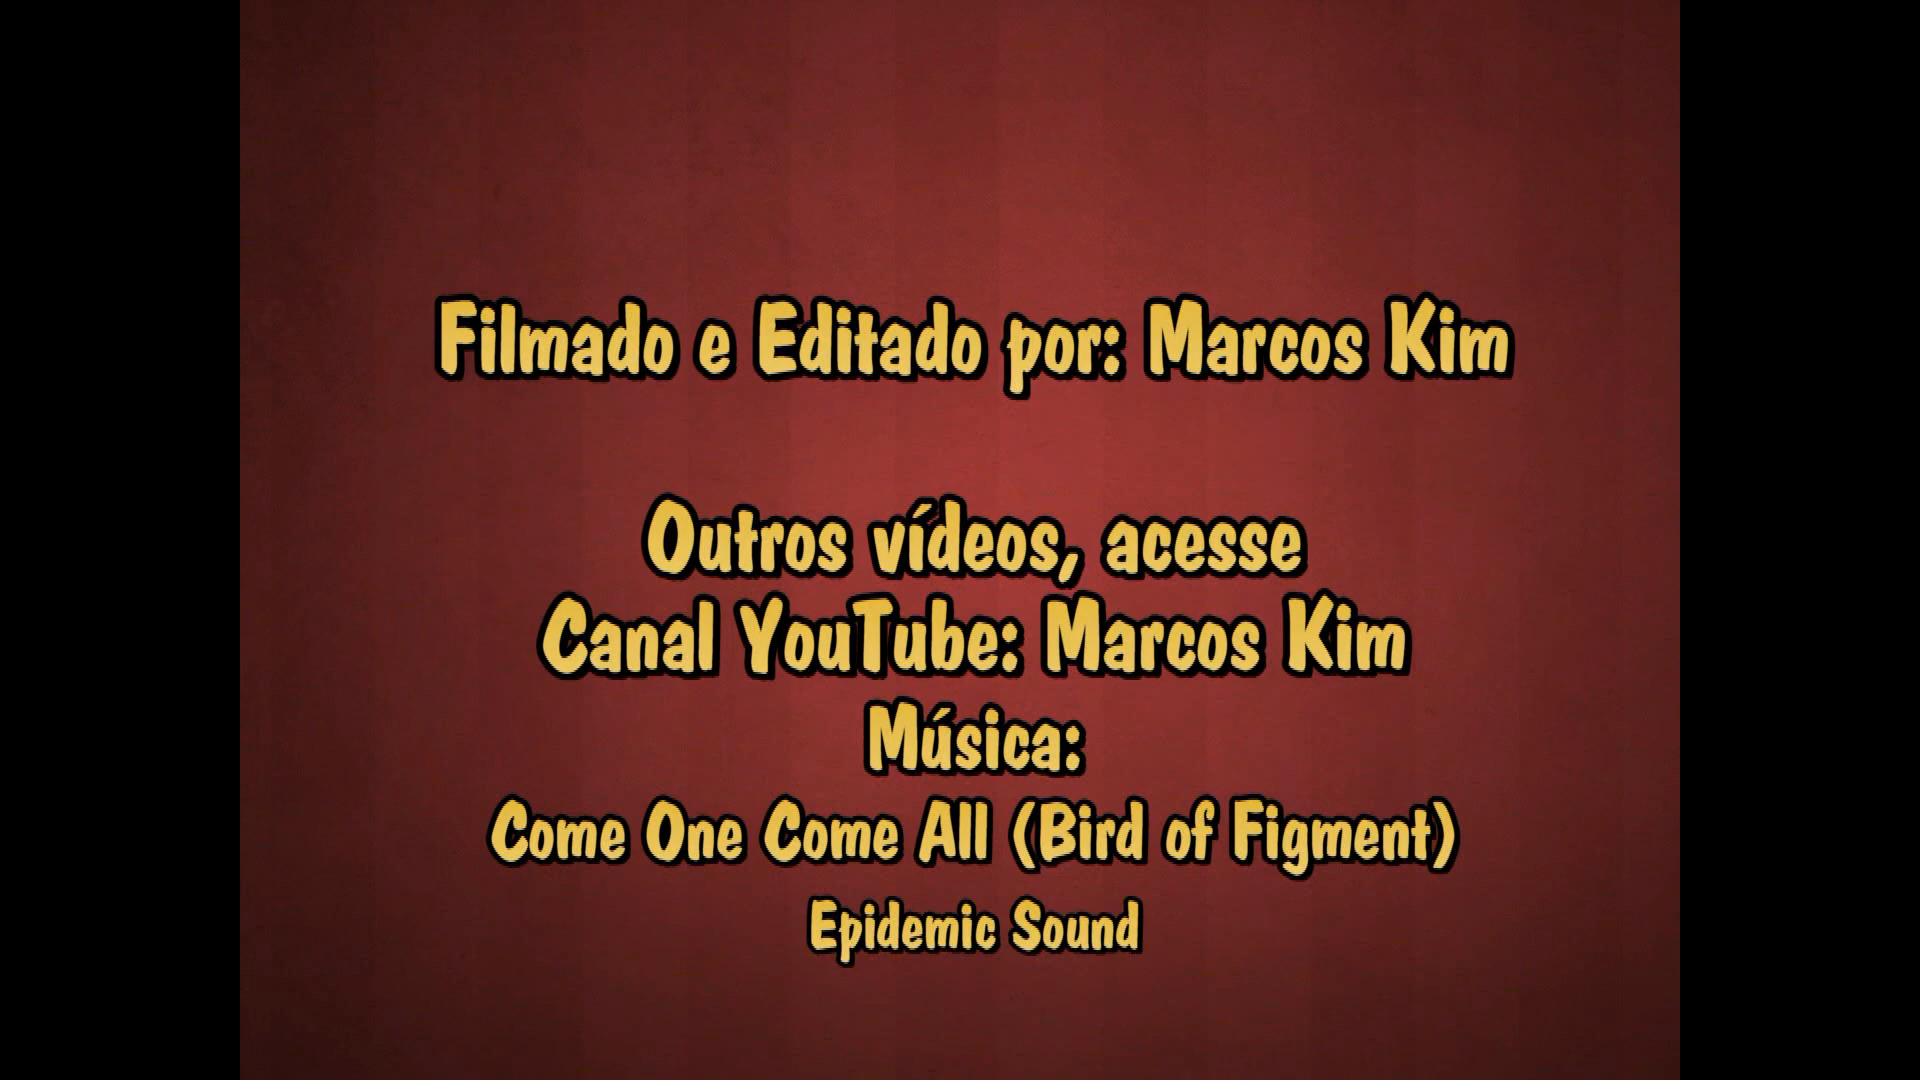 Filmado e Editado por: Marcos Kim
Outros vídeos, acesse
Canal YouTube: Marcos Kim
Música:
Come One Come All (Bird of Figment)
Epidemic Sound